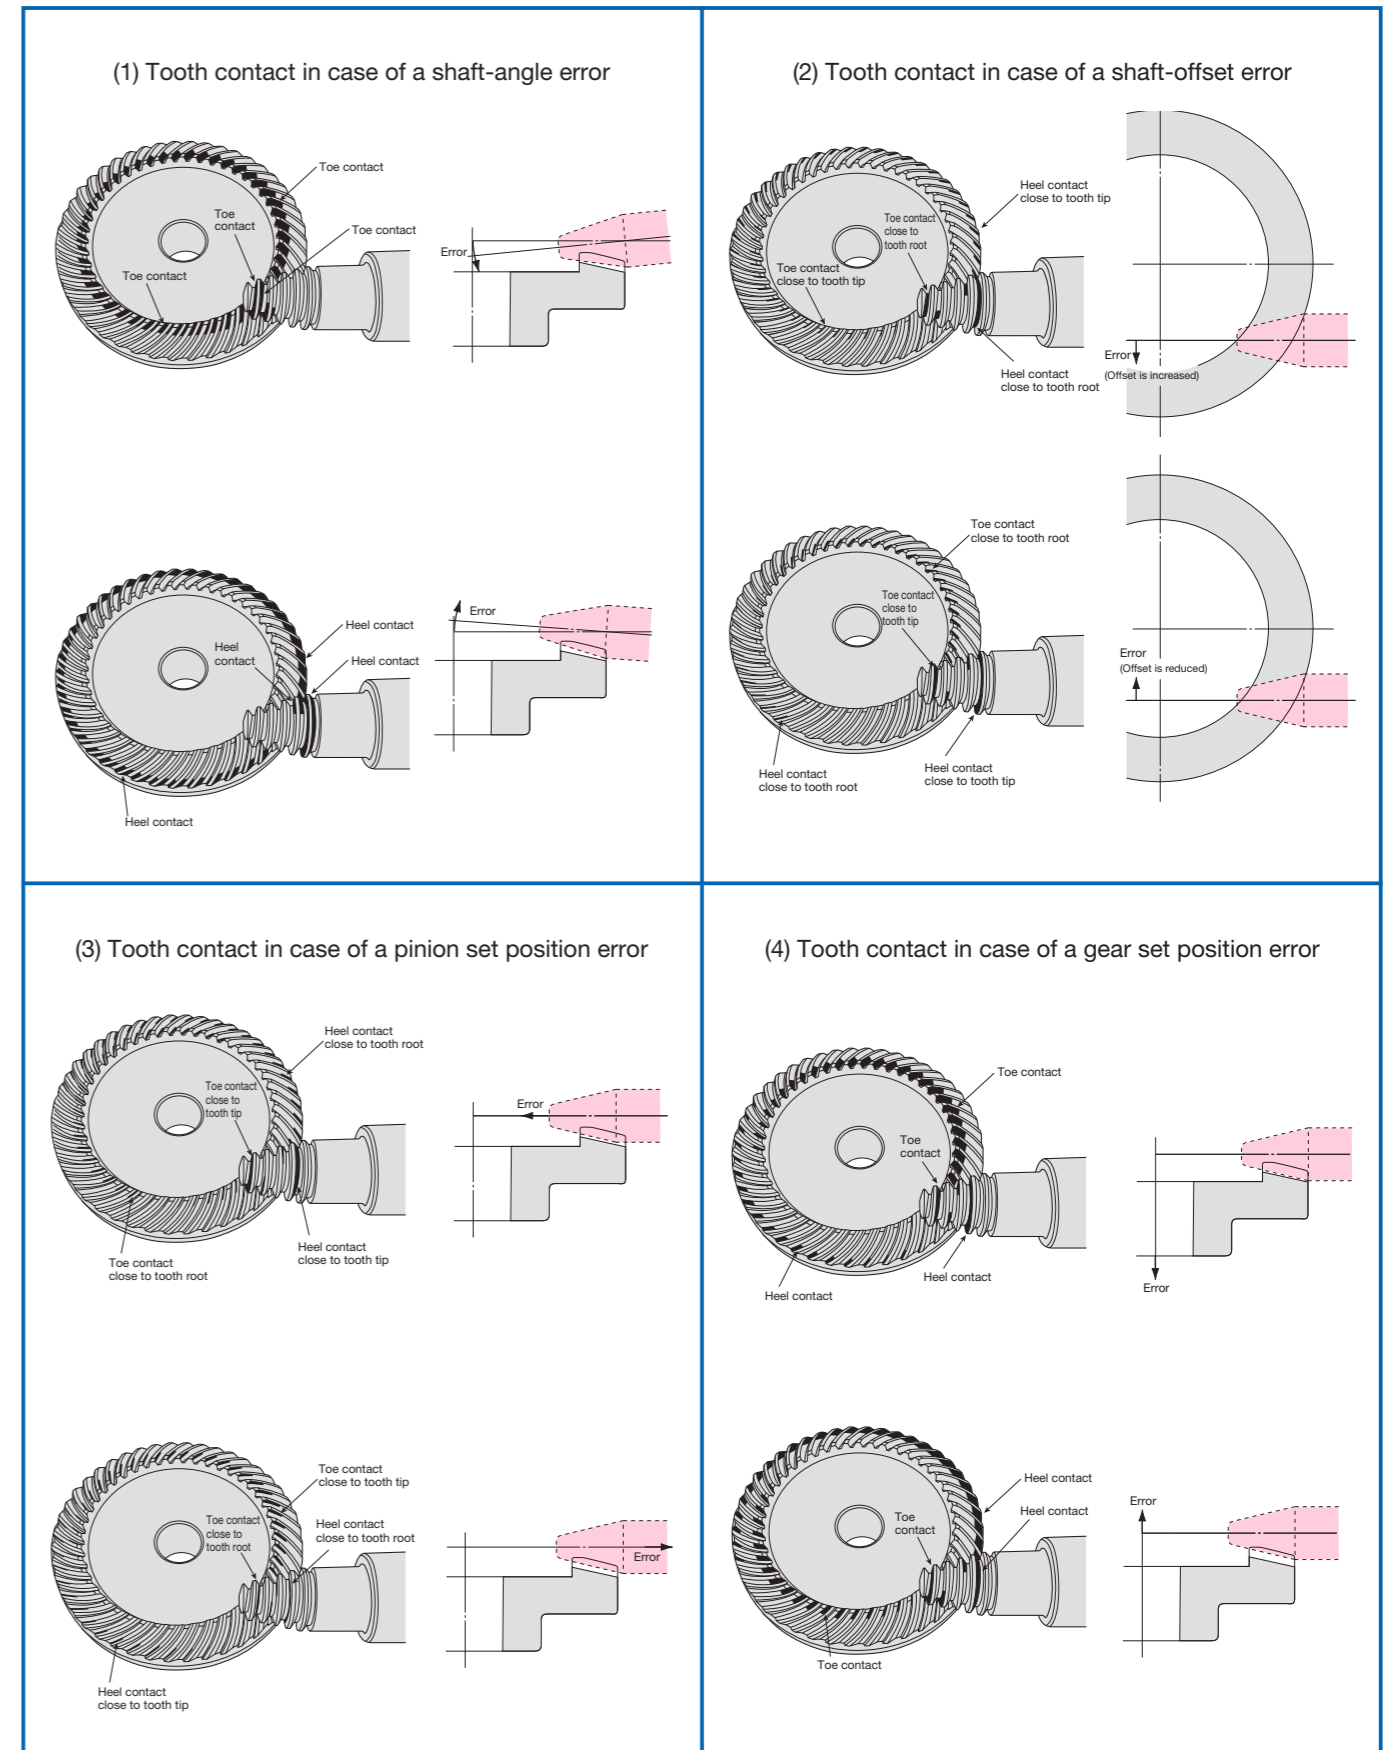 (1) Tooth contact in case of a shaft-angle error
Toe contact
Toe
contact
Toe contact
Toe contact
Error
Heel contact
Heel
contact
Heel contact
Heel contact
Error
(2) Tooth contact in case of a shaft-offset error
Heel contact
close to tooth tip
Toe contact
close to
tooth root
Toe contact
close to tooth tip
Heel contact
close to tooth root
Error
(Offset is increased)
Toe contact
close to tooth root
Toe contact
close to
tooth tip
Heel contact
close to tooth root
Heel contact
close to tooth tip
Error
(Offset is reduced)
(3) Tooth contact in case of a pinion set position error
Heel contact
close to tooth root
Toe contact
close to
tooth tip
Toe contact
close to tooth root
Heel contact
close to tooth tip
Error
Toe contact
close to tooth tip
Toe contact
close to
tooth root
Heel contact
close to tooth root
Heel contact
close to tooth tip
Error
(4) Tooth contact in case of a gear set position error
Toe contact
Toe
contact
Heel contact
Heel contact
Error
Heel contact
Heel contact
Toe
contact
Toe contact
Error